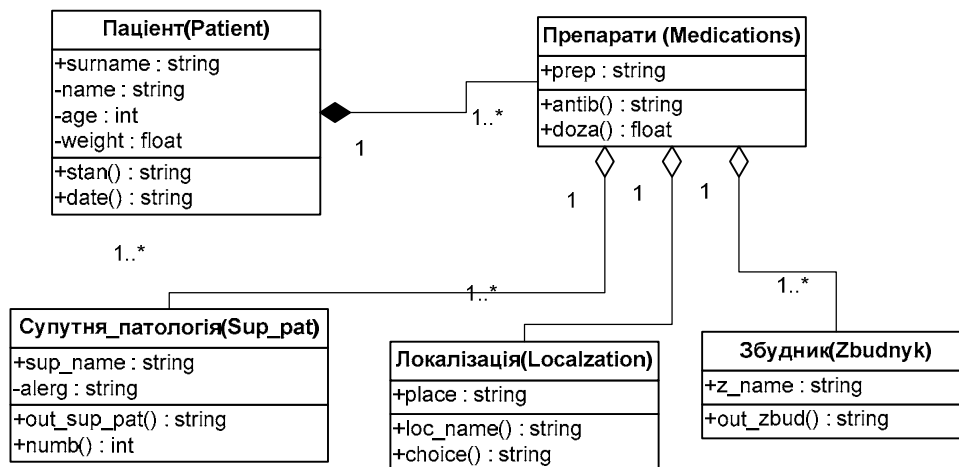 Пацієнт(Patient)
+surname : string
-name : string
-age : int
-weight : float
+stan() : string
+date() : string
Препарати (Medications)
+prep : string
+antib() : string
+doza() : float
1
1..*
1
1
1
1..*
1..*
1..*
Супутня_патологія(Sup_pat)
+sup_name : string
-alerg : string
+out_sup_pat() : string
+numb() : int
Локалізація(Localzation)
+place : string
+loc_name() : string
+choice() : string
Збудник(Zbudnyk)
+z_name : string
+out_zbud() : string